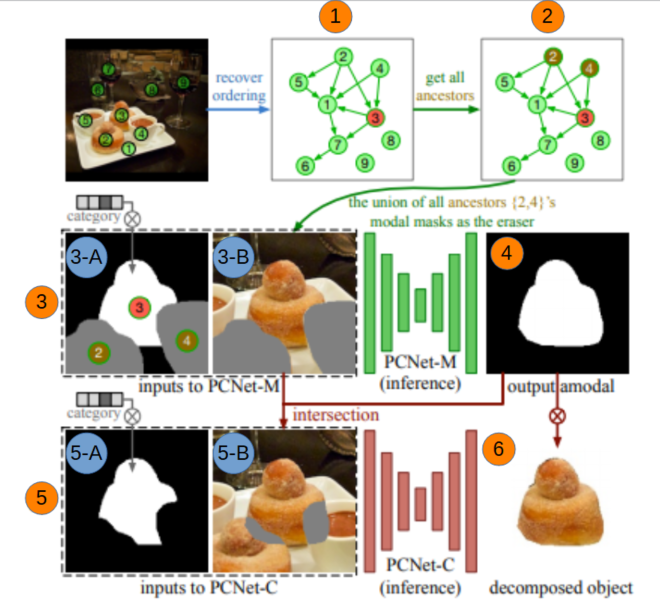 1
2
7
6
8
9
5
3
4
2
1
recover
ordering
2
4
5
1
3
8
7
6
9
get all
ancestors
2
4
5
1
3
8
7
6
9
category
the union of all ancestors {2,4}'s
modal masks as the eraser
3
3-A
3-B
4
3
2
4
PCNet-M
(inference)
inputs to PCNet-M
output amodal
category
intersection
5
5-A
5-B
6
PCNet-C
(inference)
inputs to PCNet-C
decomposed object